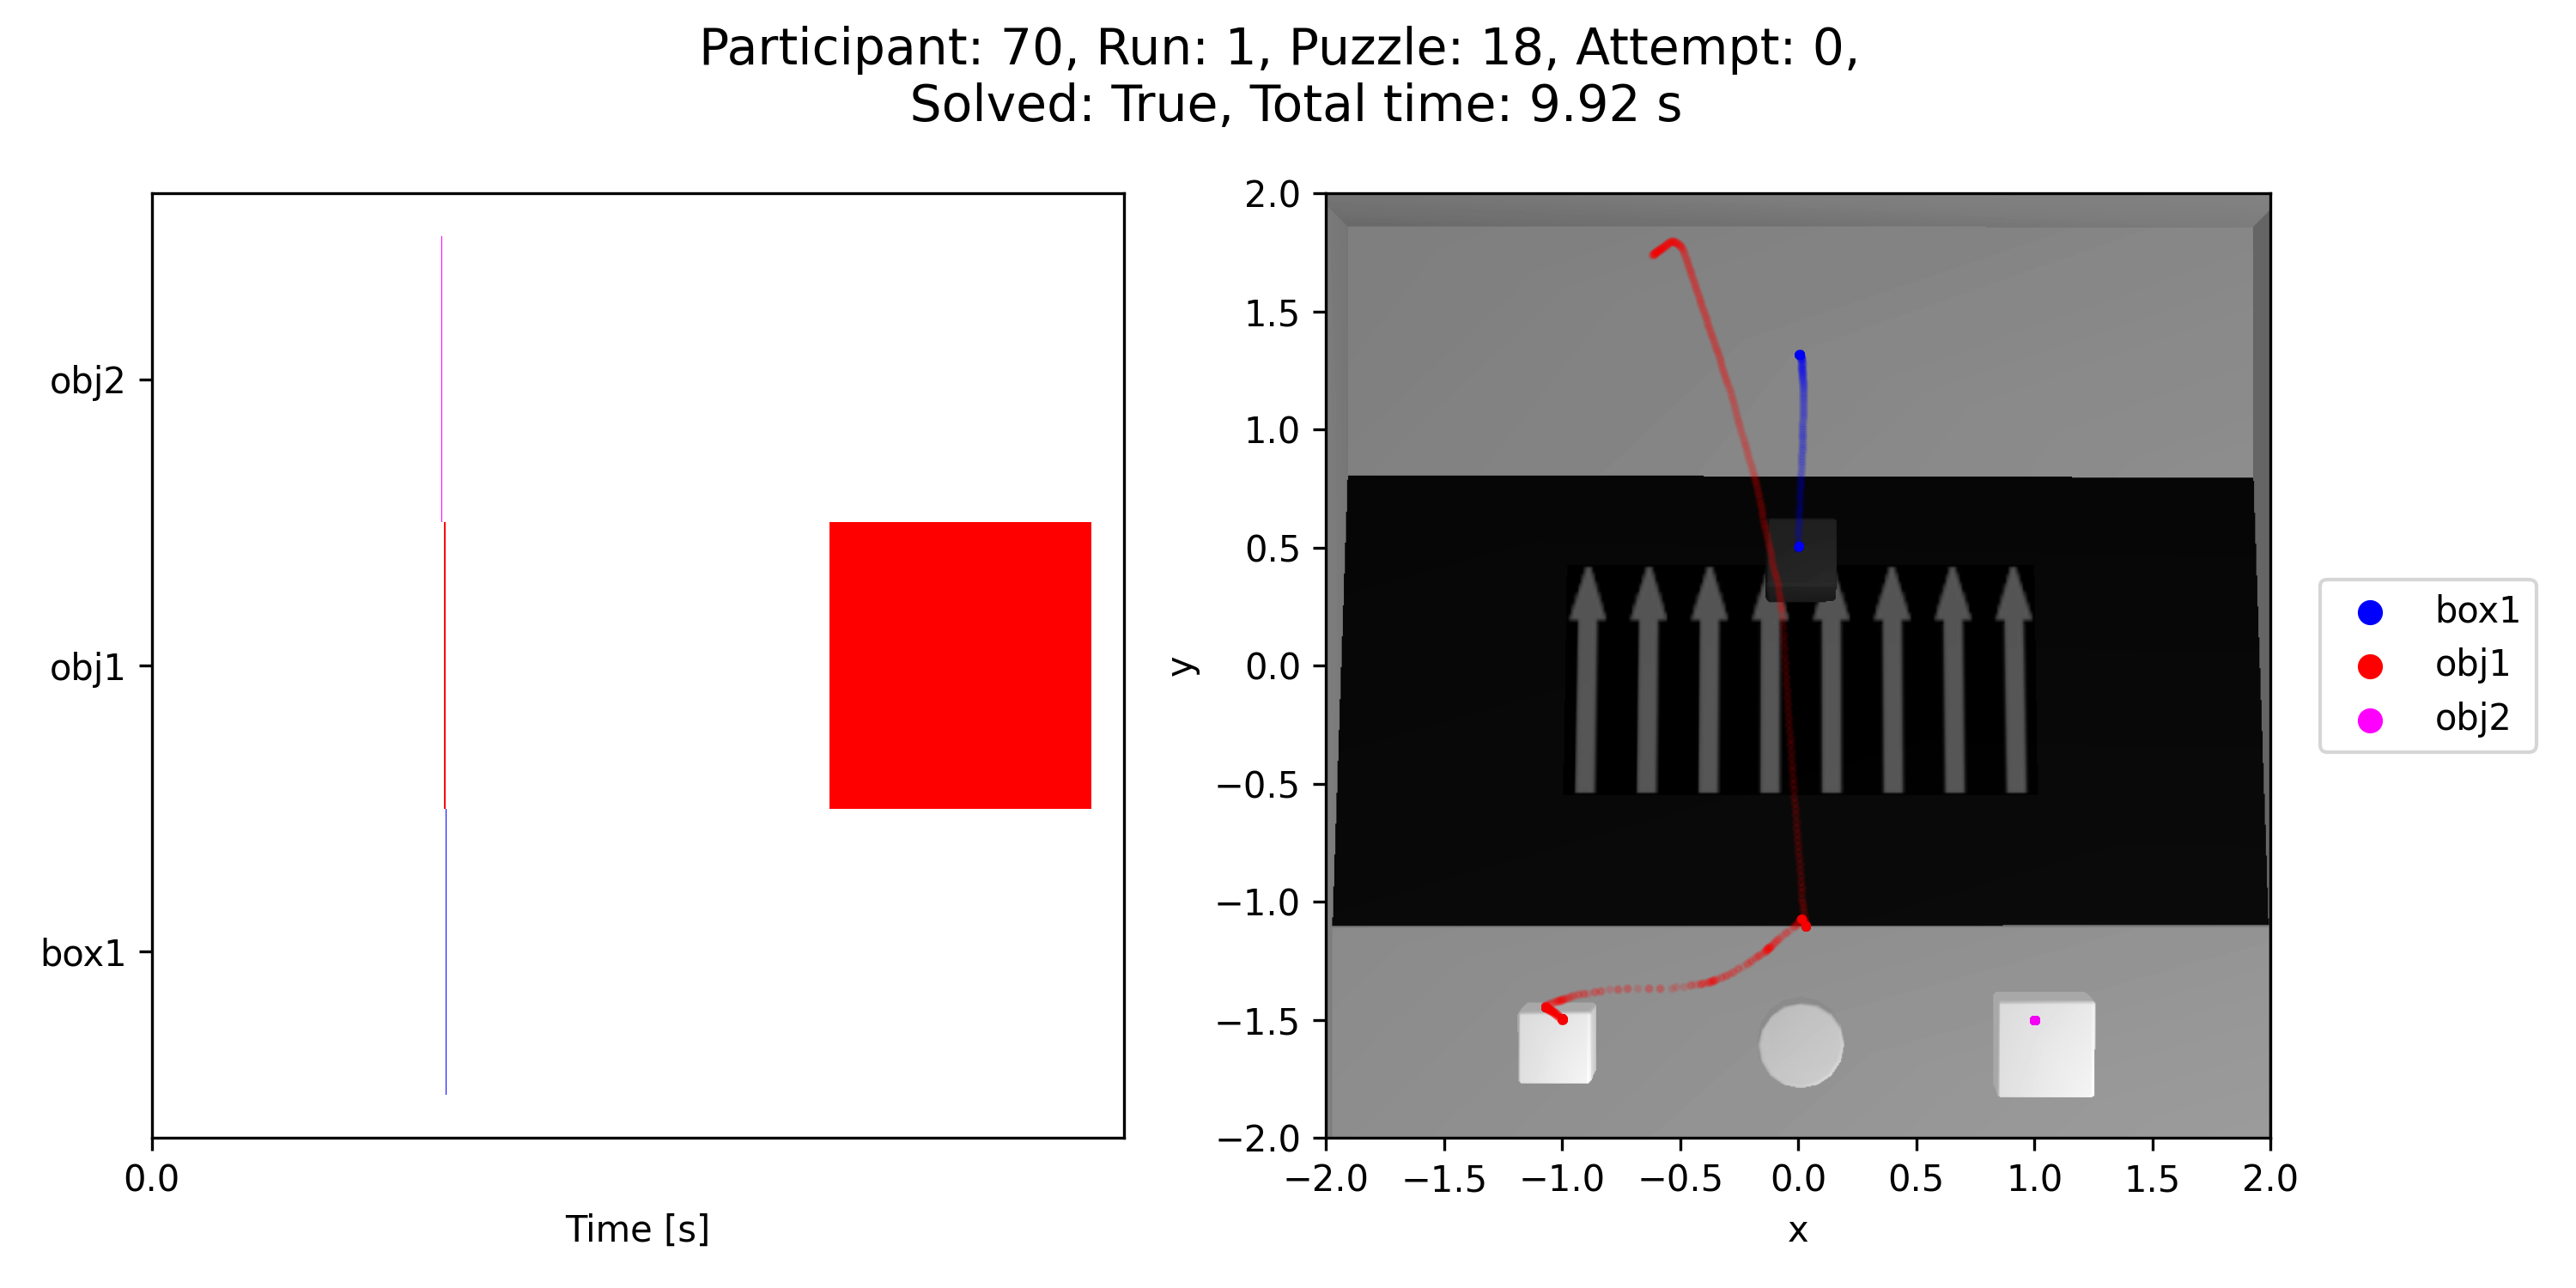 Participant: 70, Run: 1, Puzzle: 18, Attempt: 0,
Solved: True, Total time: 9.92 s
obj2
obj1
box1
0.0
Time [s]
2.0
1.5
1.0
0.5
0.0
−0.5
−1.0
−1.5
−2.0
y
−2.0 −1.5 −1.0 −0.5 0.0 0.5 1.0 1.5 2.0
x
box1
obj1
obj2